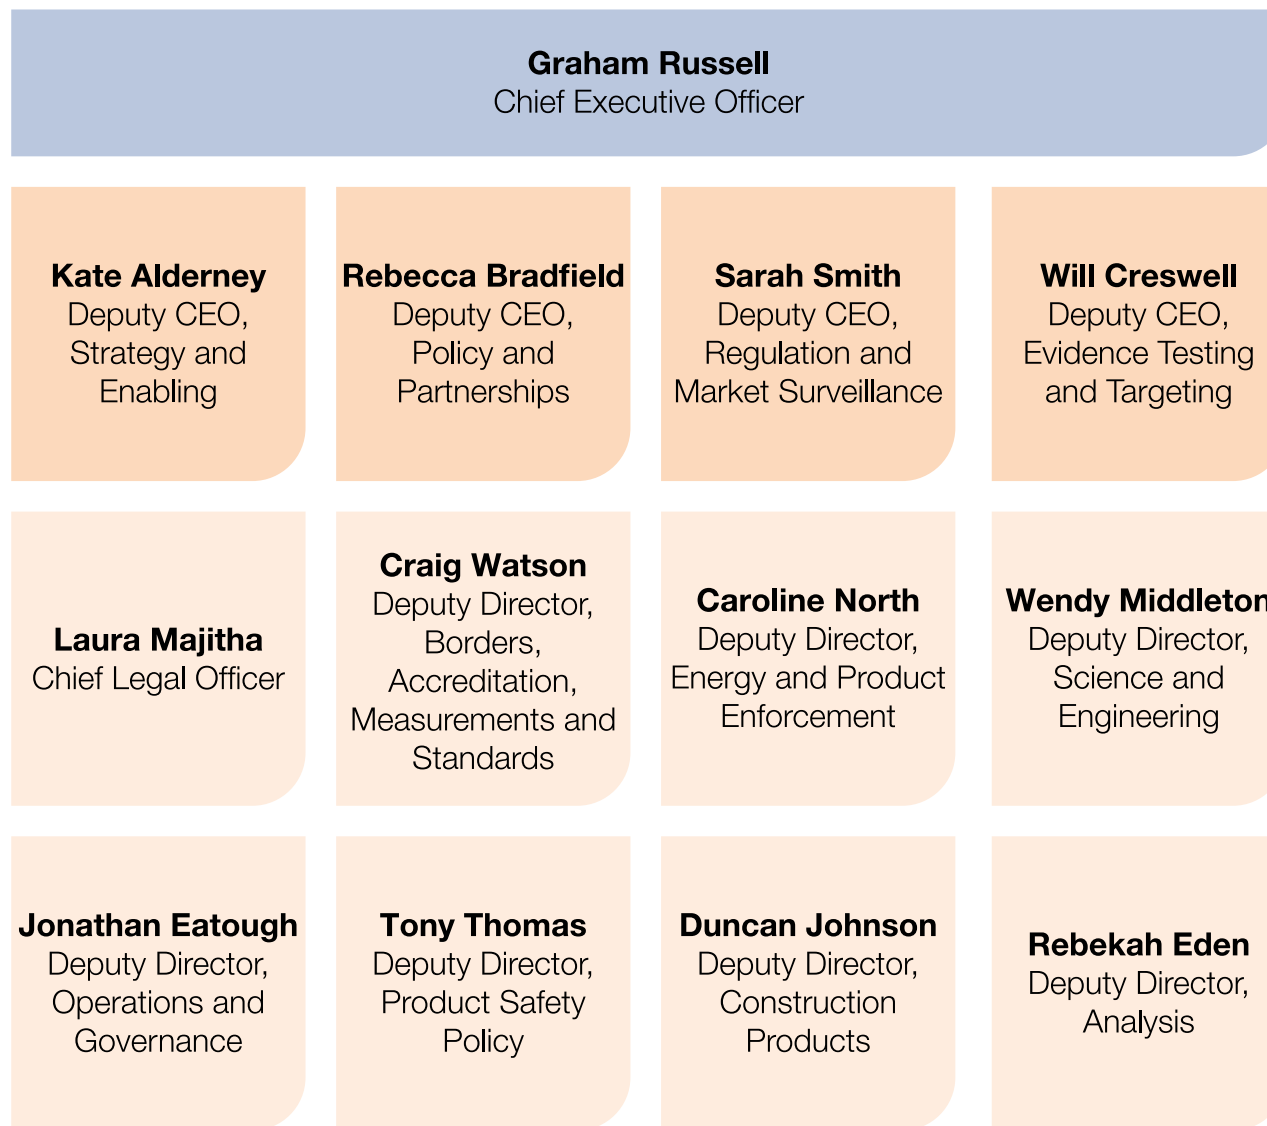 Graham Russell
Chief Executive Officer
Kate Alderney
Deputy CEO,
Strategy and
Enabling
Rebecca Bradfield
Deputy CEO,
Policy and
Partnerships
Sarah Smith
Deputy CEO,
Regulation and
Market Surveillance
Will Creswell
Deputy CEO,
Evidence Testing
and Targeting
Laura Majitha
Chief Legal Officer
Craig Watson
Deputy Director,
Borders,
Accreditation,
Measurements and
Standards
Caroline North
Deputy Director,
Energy and Product
Enforcement
Wendy Middleton
Deputy Director,
Science and
Engineering
Jonathan Eatough
Deputy Director,
Operations and
Governance
Tony Thomas
Deputy Director,
Product Safety
Policy
Duncan Johnson
Deputy Director,
Construction
Products
Rebekah Eden
Deputy Director,
Analysis